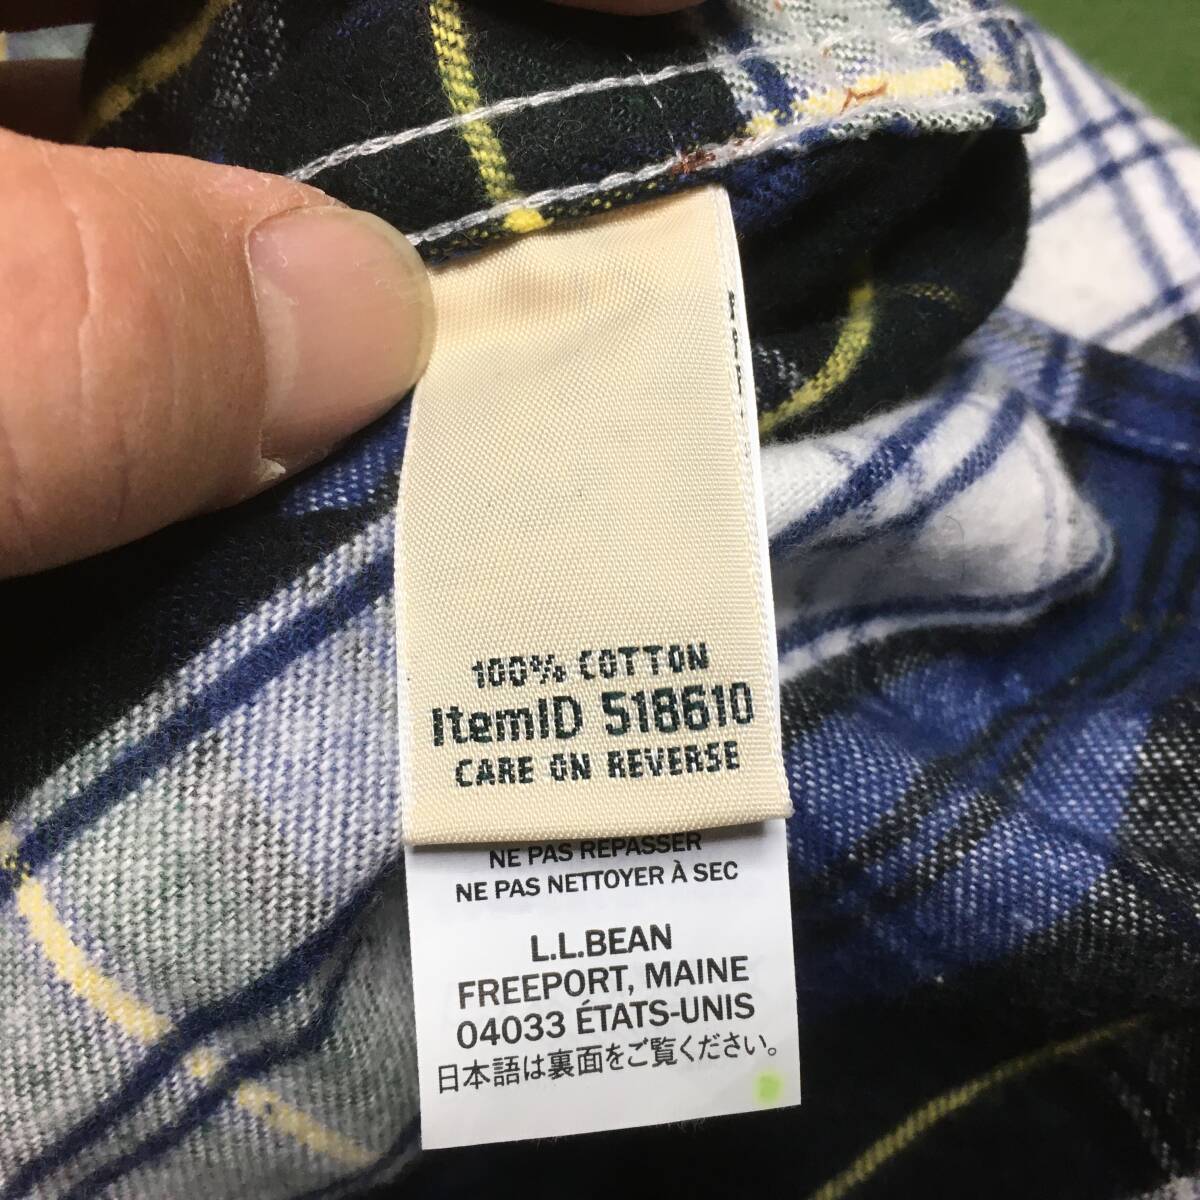 100% COTTON
ItemID 518610
CARE ON REVERSE
NE PAS REPASSER
NE PAS NETTOYER À SEC
L.L.BEAN
FREEPORT, MAINE
04033 ÉTATS-UNIS
日本語は裏面をご覧ください。